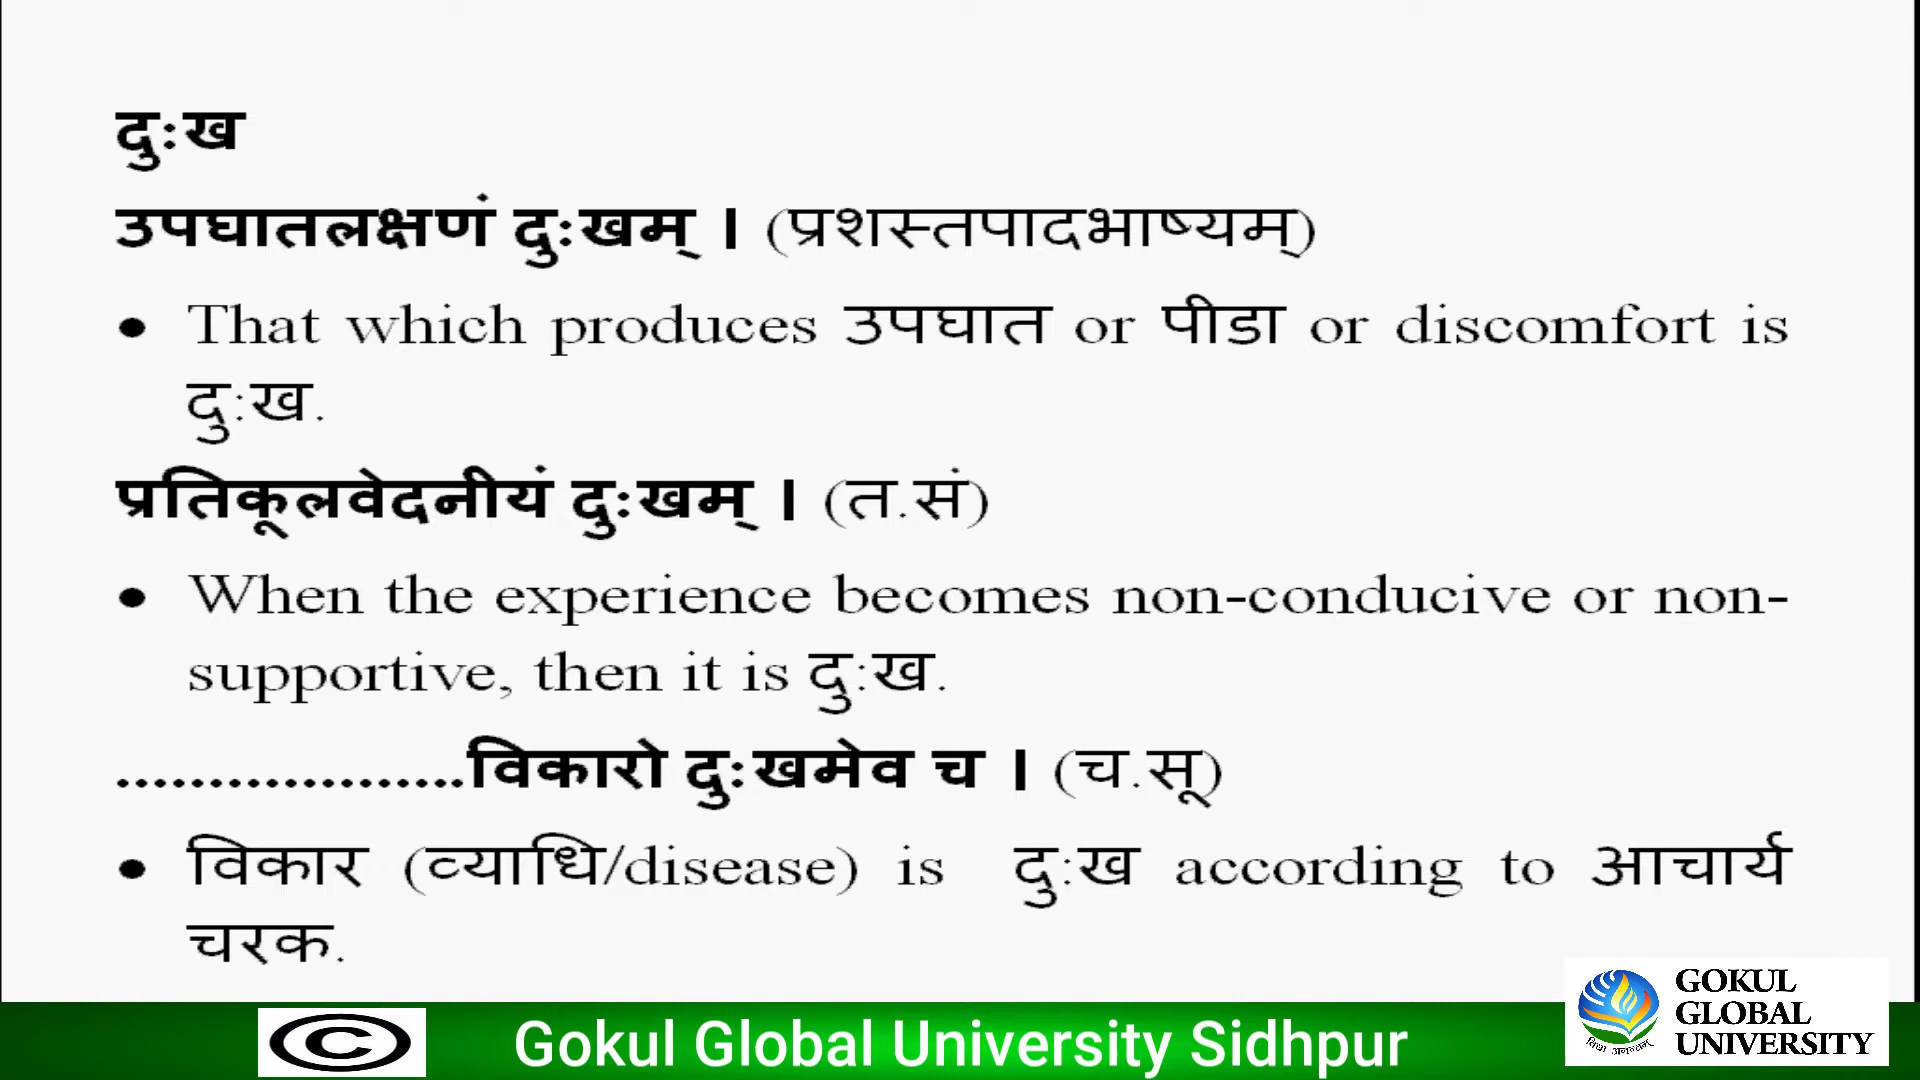 दुःख
उपघातलक्षणं दुःखम् । (प्रशस्तपादभाष्यम्)
• That which produces उपघात or पीडा or discomfort is
दुःख.
प्रतिकूलवेदनीयं दुःखम् । (त.सं)
• When the experience becomes non-conducive or non-
supportive, then it is दुःख.
...................विकारो दुःखमेव च । (च.सू)
• विकार (व्याधि/disease) is दुःख according to आचार्य
चरक.
GOKUL
GLOBAL
UNIVERSITY
© Gokul Global University Sidhpur